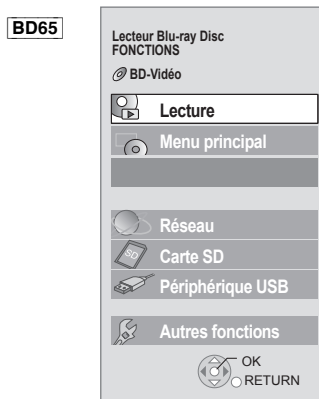 BD65
Lecteur Blu-ray Disc
FONCTIONS
BD-Vidéo
Lecture
Menu principal
Réseau
SD
Carte SD
Périphérique USB
Autres fonctions
OK
RETURN